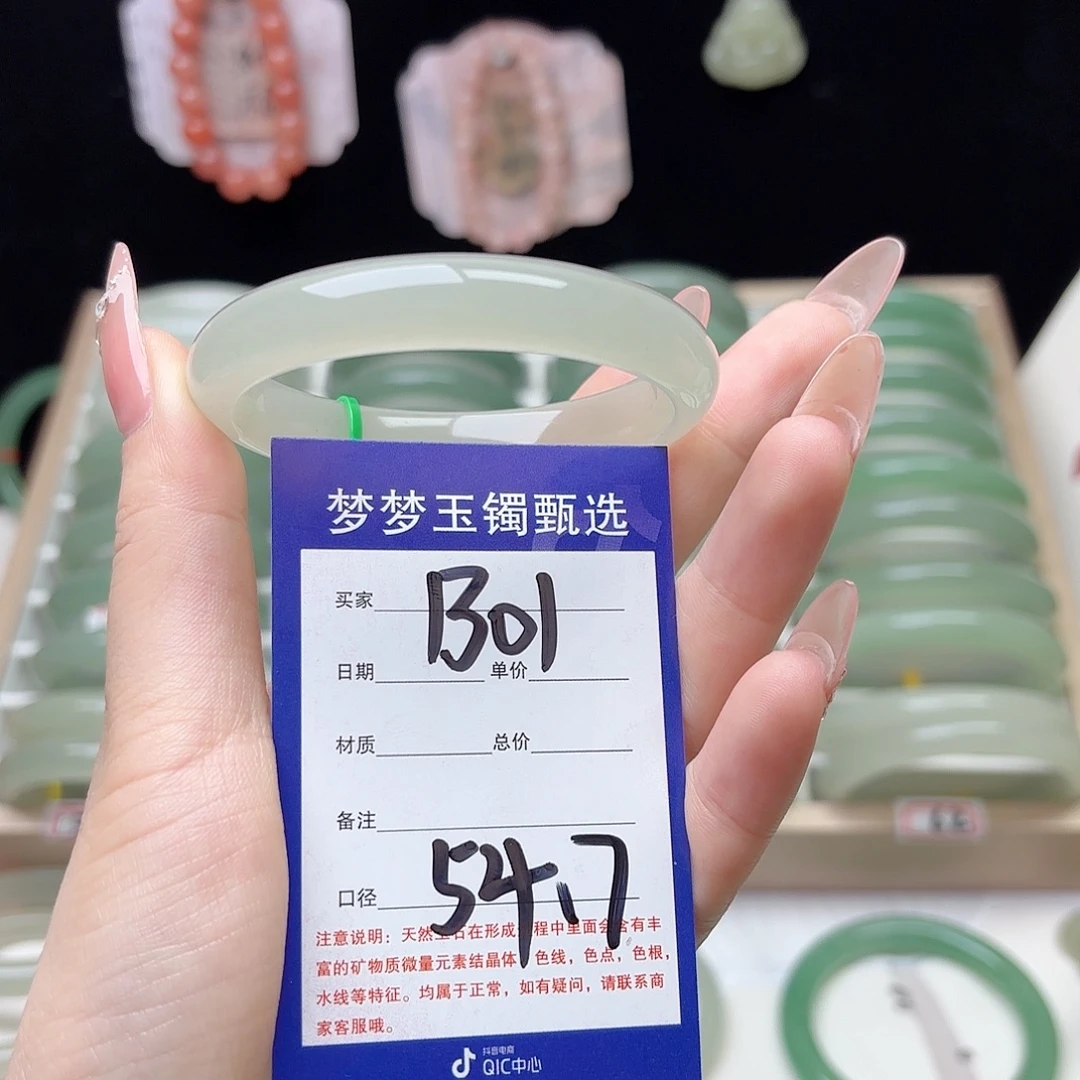 梦梦玉镯甄选
买家 B01
日期 单价
材质 总价
备注
口径 54.7
注意说明：天然玉石在形成过程中里面会含有丰
富的矿物质微量元素结晶体，色线，色点，色根，
水线等特征。均属于正常，如有疑问，请联系商
家客服哦。
抖音电商
QIC中心